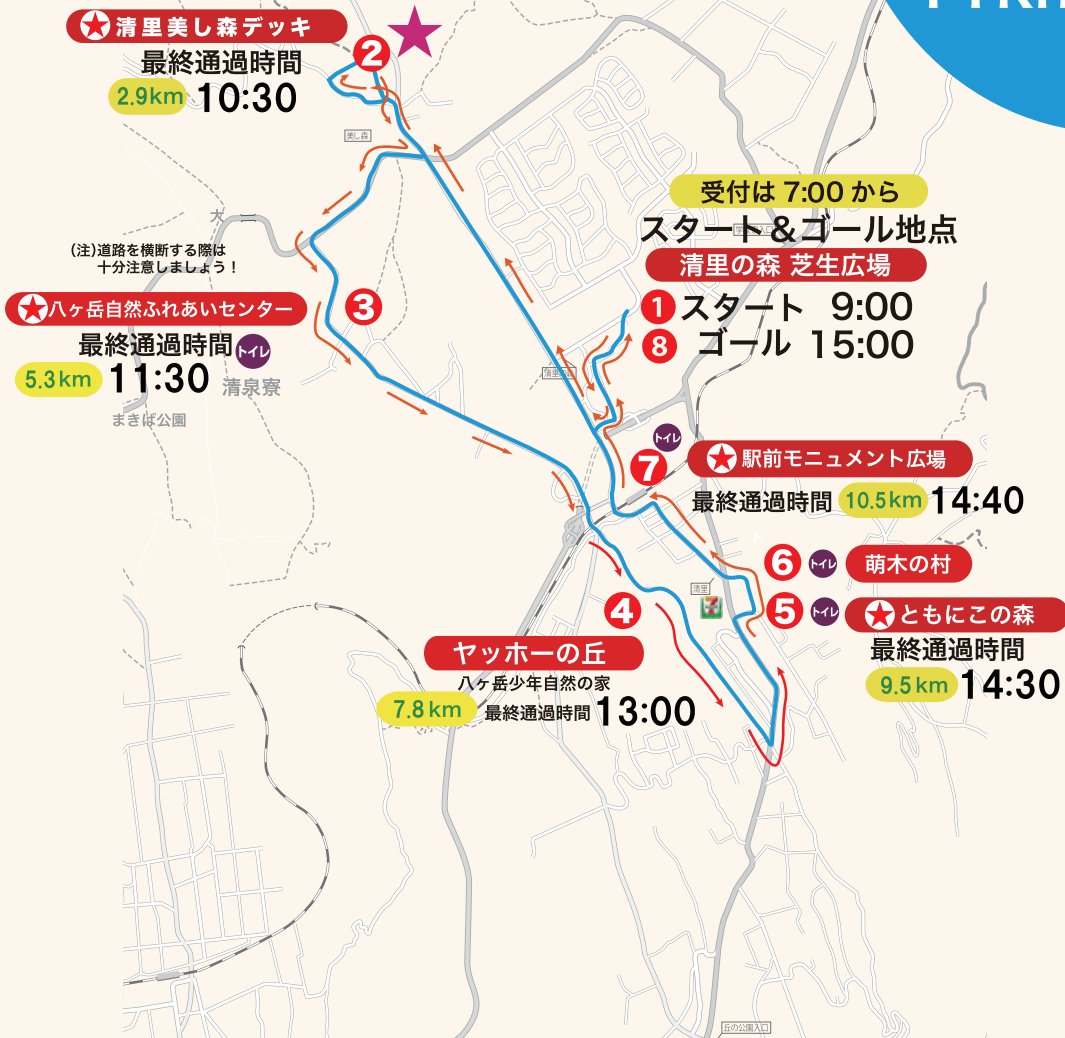 清里美し森デッキ
最終通過時間
2.9km 10:30
2
美し森
受付は 7:00 から
スタート&ゴール地点
清里の森 芝生広場
1 スタート 9:00
8 ゴール 15:00
大
(注)道路を横断する際は
十分注意しましょう!
3
八ヶ岳自然ふれあいセンター
最終通過時間 トイレ
5.3km 11:30
清泉寮
まきば公園
トイレ
7
駅前モニュメント広場
最終通過時間 10.5km 14:40
ト
6 トイレ 萌木の村
清里
7
5 トイレ ともにこの森
最終通過時間
9.5km 14:30
4
ヤッホーの丘
八ヶ岳少年自然の家
7.8km 最終通過時間 13:00
丘の公園入口